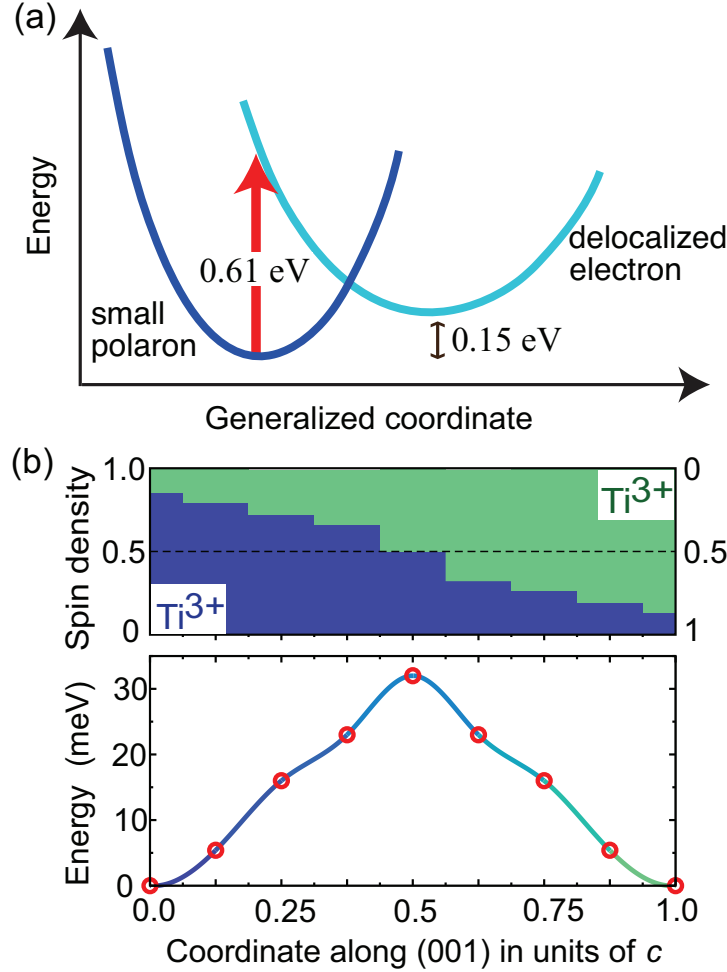 (a)
Energy
0.61 eV
delocalized
electron
small
polaron
0.15 eV
Generalized coordinate
(b)
Spin density
1.0
0.5
0
0
0.5
1
Ti3+
Ti3+
Energy (meV)
30
20
10
0
0.0 0.25 0.5 0.75 1.0
Coordinate along (001) in units of c